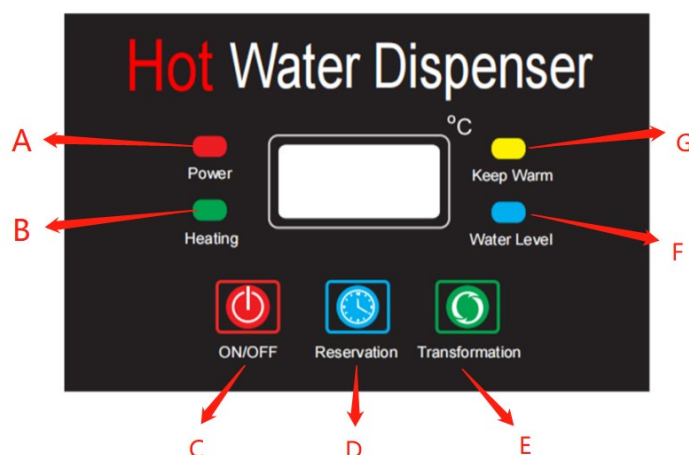 Hot Water Dispenser
°C
A
Power
Keep Warm
G
B
Heating
Water Level
F
ON/OFF
Reservation
Transformation
C
D
E